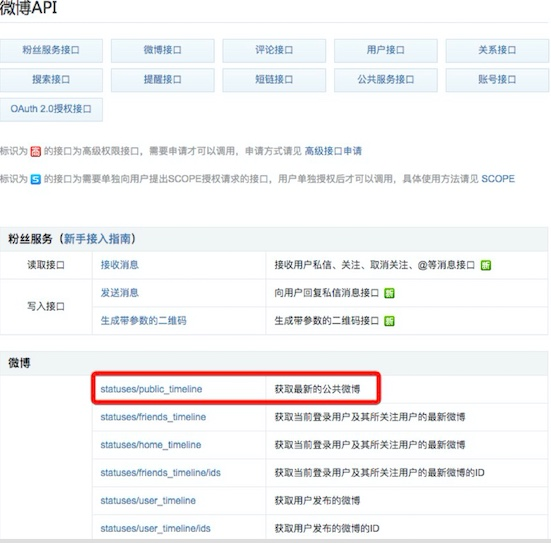 微博API
粉丝服务接口 微博接口 评论接口 用户接口 关系接口
搜索接口 提醒接口 短链接口 公共服务接口 账号接口
OAuth 2.0授权接口
标识为 高 的接口为高级权限接口，需要申请才可以调用，申请方式请见 高级接口申请
标识为 S 的接口为需要单独向用户提出SCOPE授权请求的接口，用户单独授权后才可以调用，具体使用方法请见 SCOPE
粉丝服务（新手接入指南）
读取接口 接收消息 接收用户私信、关注、取消关注、@等消息接口 新
写入接口 发送消息 向用户回复私信消息接口 新
生成带参数的二维码 生成带参数的二维码接口 新
微博
statuses/public_timeline 获取最新的公共微博
statuses/friends_timeline 获取当前登录用户及其所关注用户的最新微博
statuses/home_timeline 获取当前登录用户及其所关注用户的最新微博
statuses/friends_timeline/ids 获取当前登录用户及其所关注用户的最新微博的ID
statuses/user_timeline 获取用户发布的微博
statuses/user_timeline/ids 获取用户发布的微博的ID